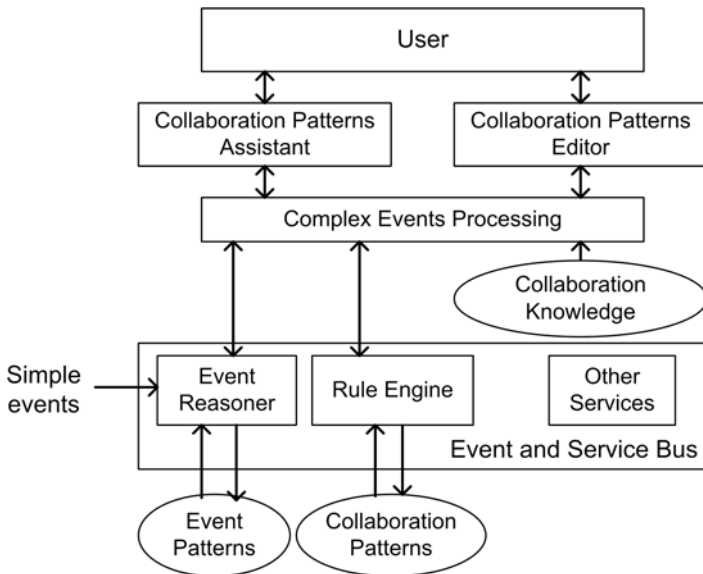 User
Collaboration Patterns
Assistant
Collaboration Patterns
Editor
Complex Events Processing
Collaboration
Knowledge
Simple
events
Event
Reasoner
Rule Engine
Other
Services
Event and Service Bus
Event
Patterns
Collaboration
Patterns